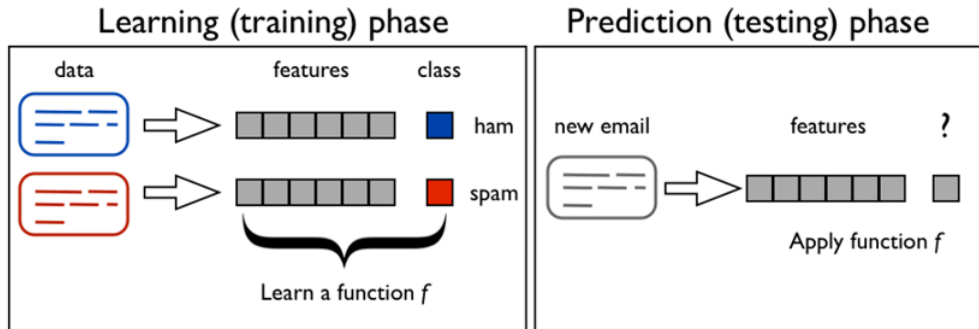 Learning (training) phase
data
features
class
ham
spam
Learn a function f
Prediction (testing) phase
new email
features
?
Apply function f